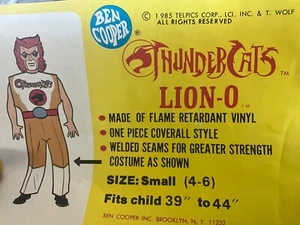 BEN
COOPER
®
© 1985 TELPICS CORP., LCI, INC. & T. WOLF
ALL RIGHTS RESERVED
THUNDERCATS
LION-O ™
• MADE OF FLAME RETARDANT VINYL
• ONE PIECE COVERALL STYLE
• WELDED SEAMS FOR GREATER STRENGTH
COSTUME AS SHOWN
SIZE: Small (4-6)
Fits child 39" to 44"
BEN COOPER INC. BROOKLYN, N. Y. 11232